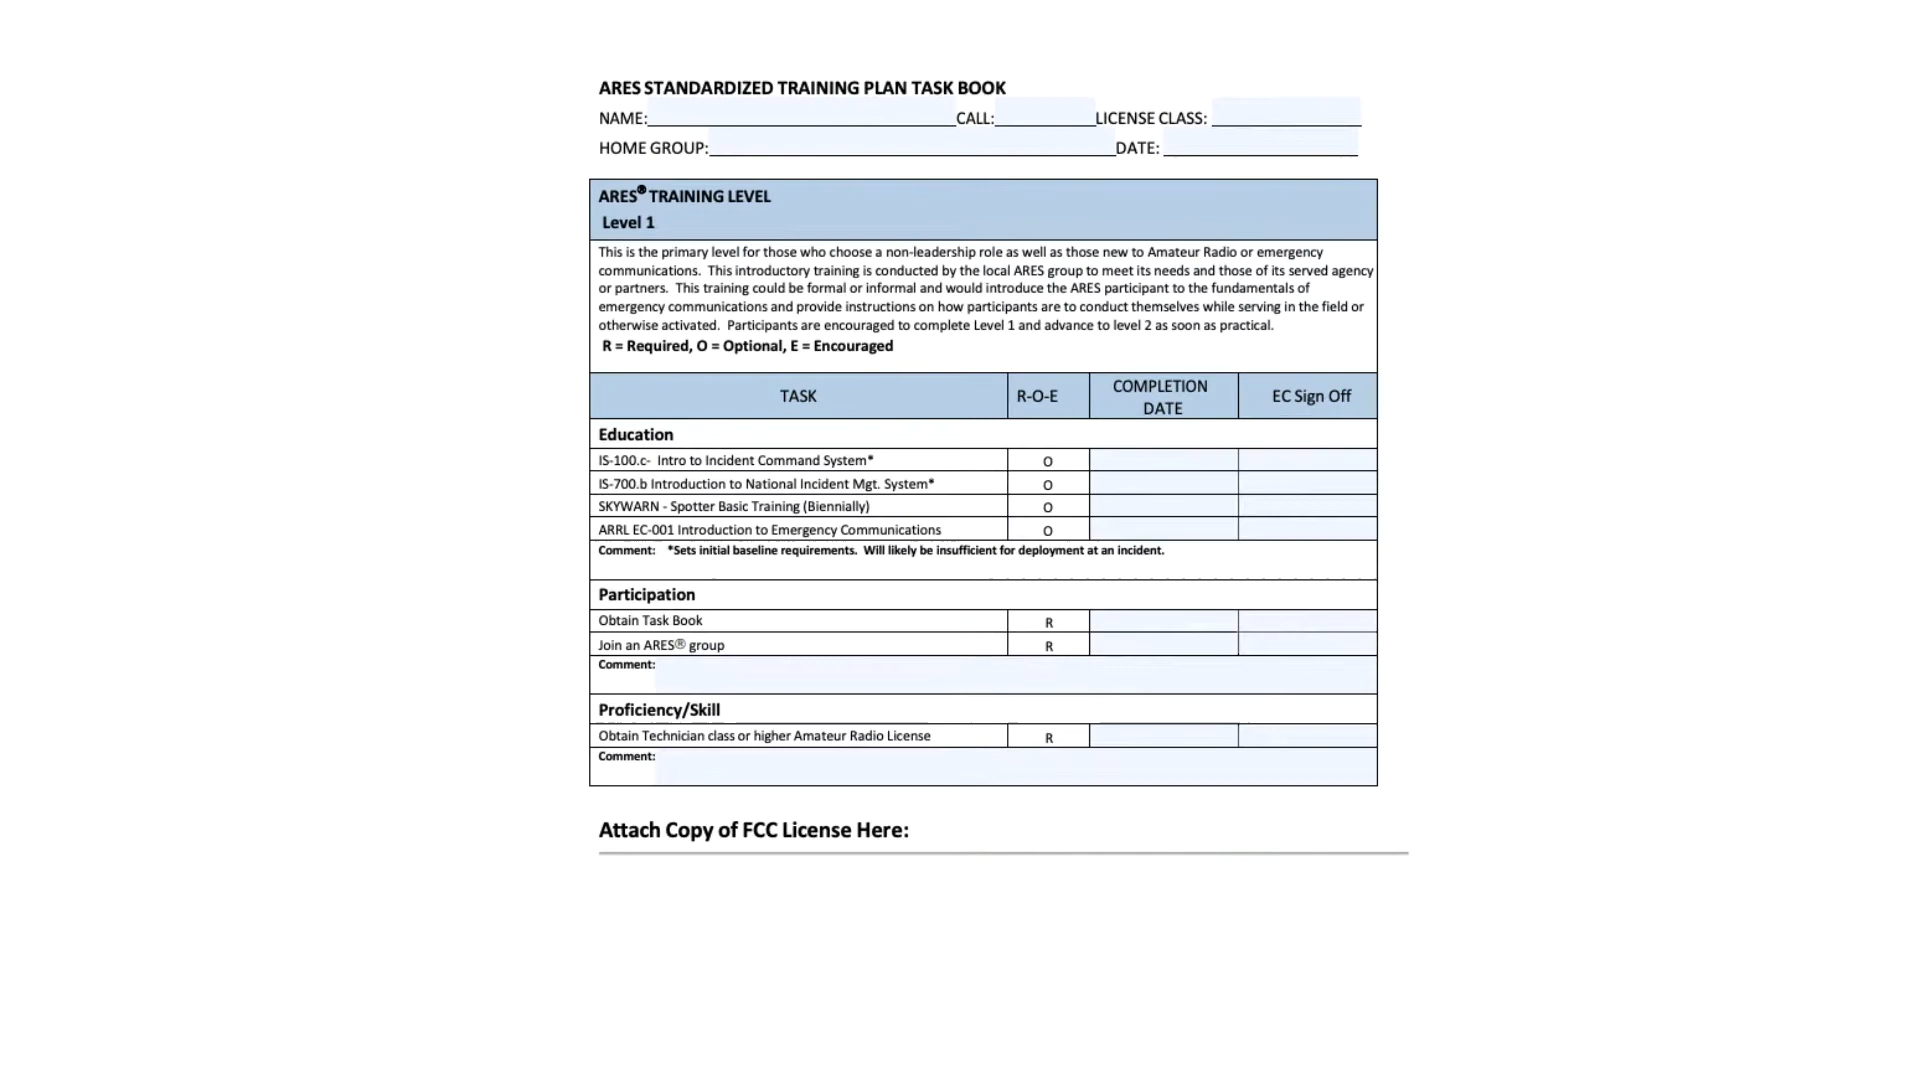 ARES STANDARDIZED TRAINING PLAN TASK BOOK
NAME: CALL: LICENSE CLASS:
HOME GROUP: DATE:
ARES® TRAINING LEVEL
Level 1
This is the primary level for those who choose a non-leadership role as well as those new to Amateur Radio or emergency
communications. This introductory training is conducted by the local ARES group to meet its needs and those of its served agency
or partners. This training could be formal or informal and would introduce the ARES participant to the fundamentals of
emergency communications and provide instructions on how participants are to conduct themselves while serving in the field or
otherwise activated. Participants are encouraged to complete Level 1 and advance to level 2 as soon as practical.
R = Required, O = Optional, E = Encouraged
TASK R-O-E COMPLETION DATE EC Sign Off
Education
IS-100.c- Intro to Incident Command System* O
IS-700.b Introduction to National Incident Mgt. System* O
SKYWARN - Spotter Basic Training (Biennially) O
ARRL EC-001 Introduction to Emergency Communications O
Comment: *Sets initial baseline requirements. Will likely be insufficient for deployment at an incident.
Participation
Obtain Task Book R
Join an ARES® group R
Comment:
Proficiency/Skill
Obtain Technician class or higher Amateur Radio License R
Comment:
Attach Copy of FCC License Here: